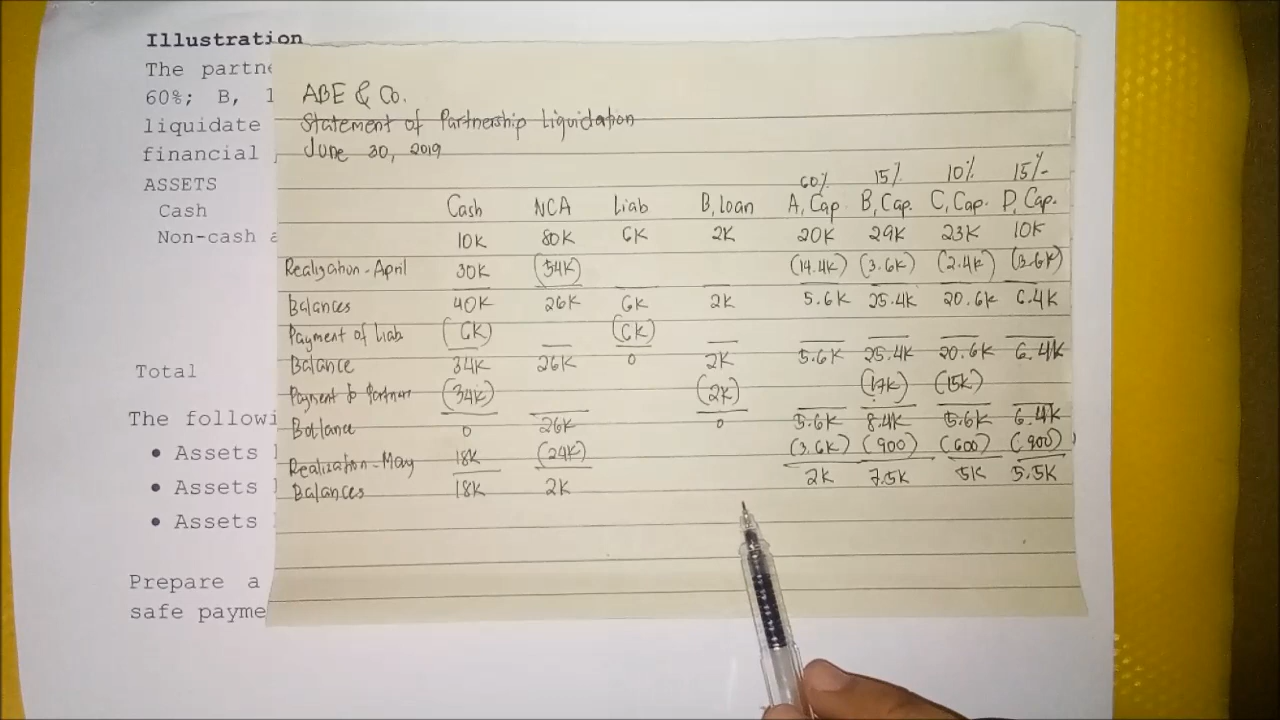 Illustration
The partne
60%; B, 1
liquidate
financial
ASSETS
Cash
Non-cash a
Total
The followi
• Assets
• Assets
• Assets
Prepare a
safe payme
ABE & Co.
Statement of Partnership Liquidation
June 30, 2019
60% 15% 10% 15%
Cash NCA Liab B, Loan A, Cap. B, Cap. C, Cap. D, Cap.
10K 80K 6K 2K 20K 29K 23K 10K
Realization - April 30K (54K) (14.4K) (3.6K) (2.4K) (3.6K)
Balances 40K 26K 6K 2K 5.6K 25.4K 20.6K 6.4K
Payment of Liab (6K) (6K)
Balance 34K 26K 0 2K 5.6K 25.4K 20.6K 6.4K
Payment to Partners (34K) (2K) (17K) (15K)
Balance 0 26K 0 5.6K 8.4K 5.6K 6.4K
Realization - May 18K (24K) (3.6K) (900) (600) (900)
Balances 18K 2K 2K 7.5K 5K 5.5K